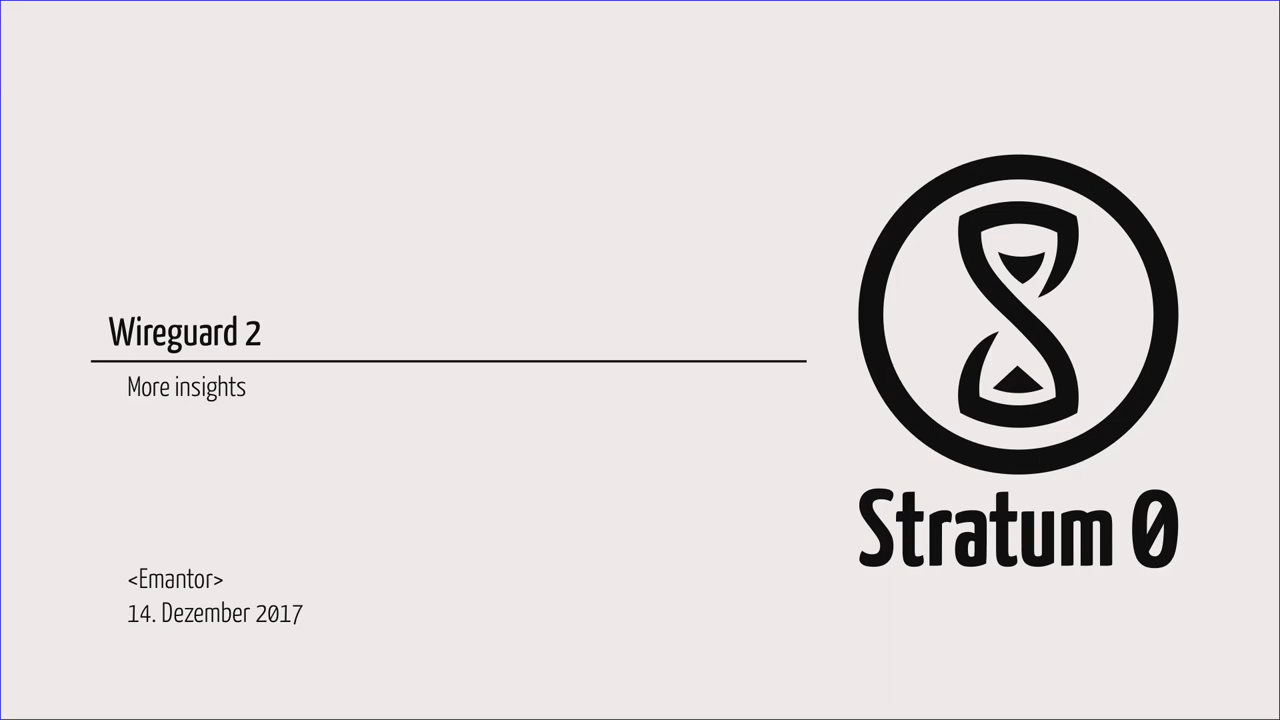 Wireguard 2
More insights
<Emantor>
14. Dezember 2017
Stratum 0